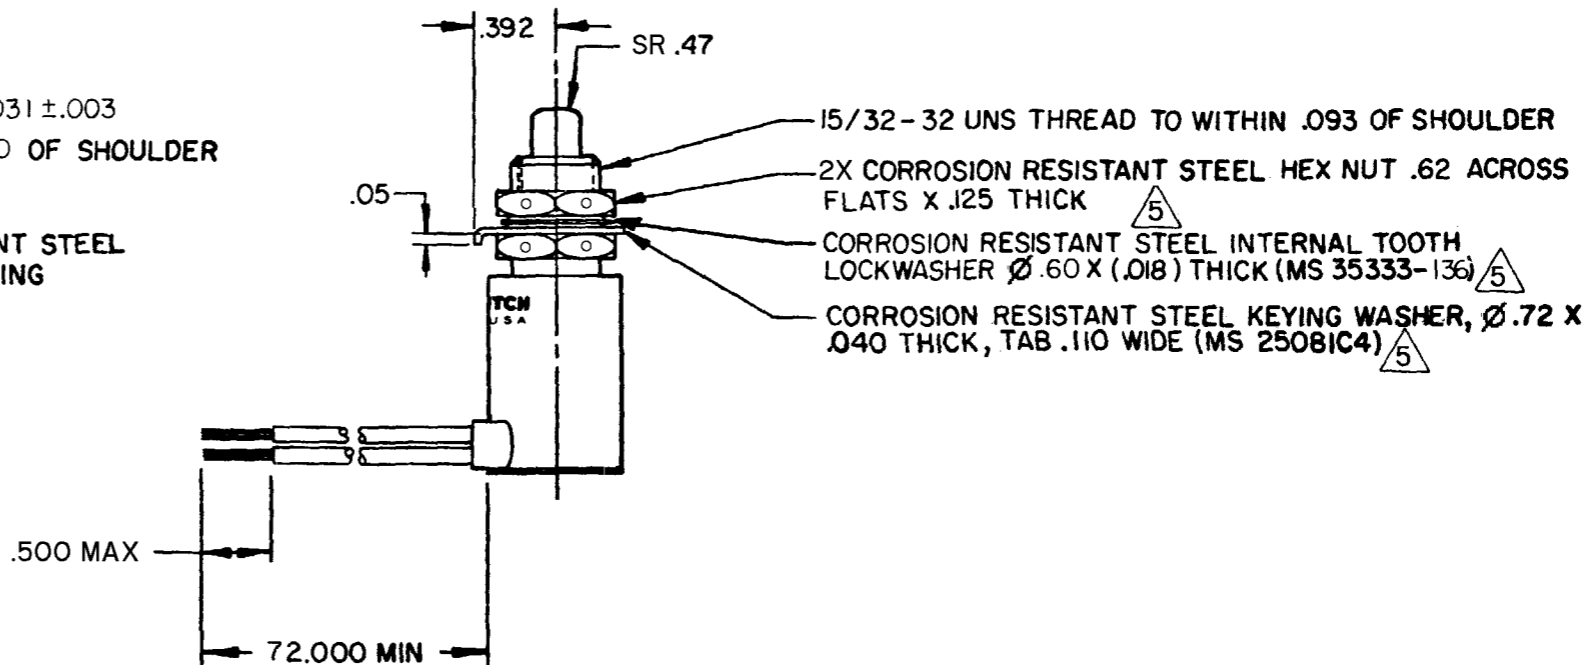 .392
SR .47
031 ±.003
OF SHOULDER
15/32-32 UNS THREAD TO WITHIN .093 OF SHOULDER
2X CORROSION RESISTANT STEEL HEX NUT .62 ACROSS
FLATS X .125 THICK 5
.05
NT STEEL
ING
CORROSION RESISTANT STEEL INTERNAL TOOTH
LOCKWASHER Ø .60 X (.018) THICK (MS 35333-136) 5
TCH
USA
CORROSION RESISTANT STEEL KEYING WASHER, Ø .72 X
.040 THICK, TAB .110 WIDE (MS 25081C4) 5
.500 MAX
72.000 MIN